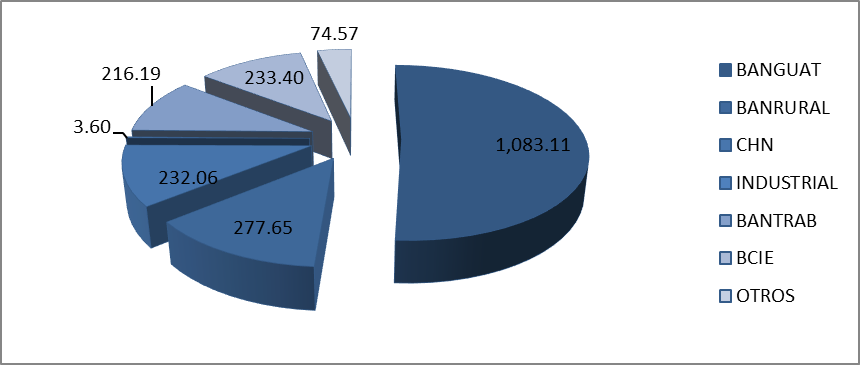 74.57
233.40
216.19
3.60
232.06
277.65
1,083.11
BANGUAT
BANRURAL
CHN
INDUSTRIAL
BANTRAB
BCIE
OTROS